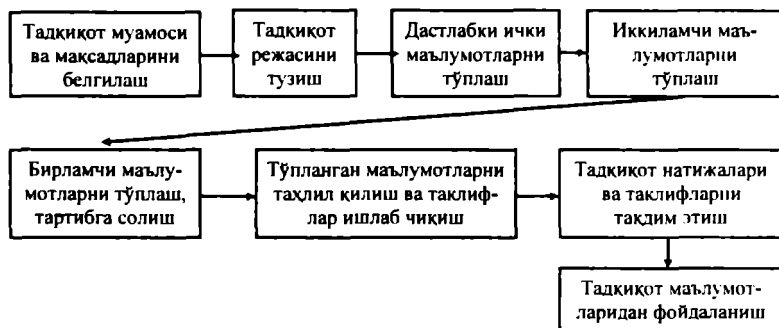 Тадқиқот муамоси
ва мақсадларини
белгилаш
Тадқиқот
режасини
тузиш
Дастлабки ички
маълумотларни
тўплаш
Иккиламчи маъ-
лумотларни
тўплаш
Бирламчи маълу-
мотларни тўплаш,
тартибга солиш
Тўпланган маълумотларни
таҳлил қилиш ва таклиф-
лар ишлаб чиқиш
Тадқиқот натижалари
ва таклифларни
тақдим этиш
Тадқиқот маълумот-
ларидан фойдаланиш